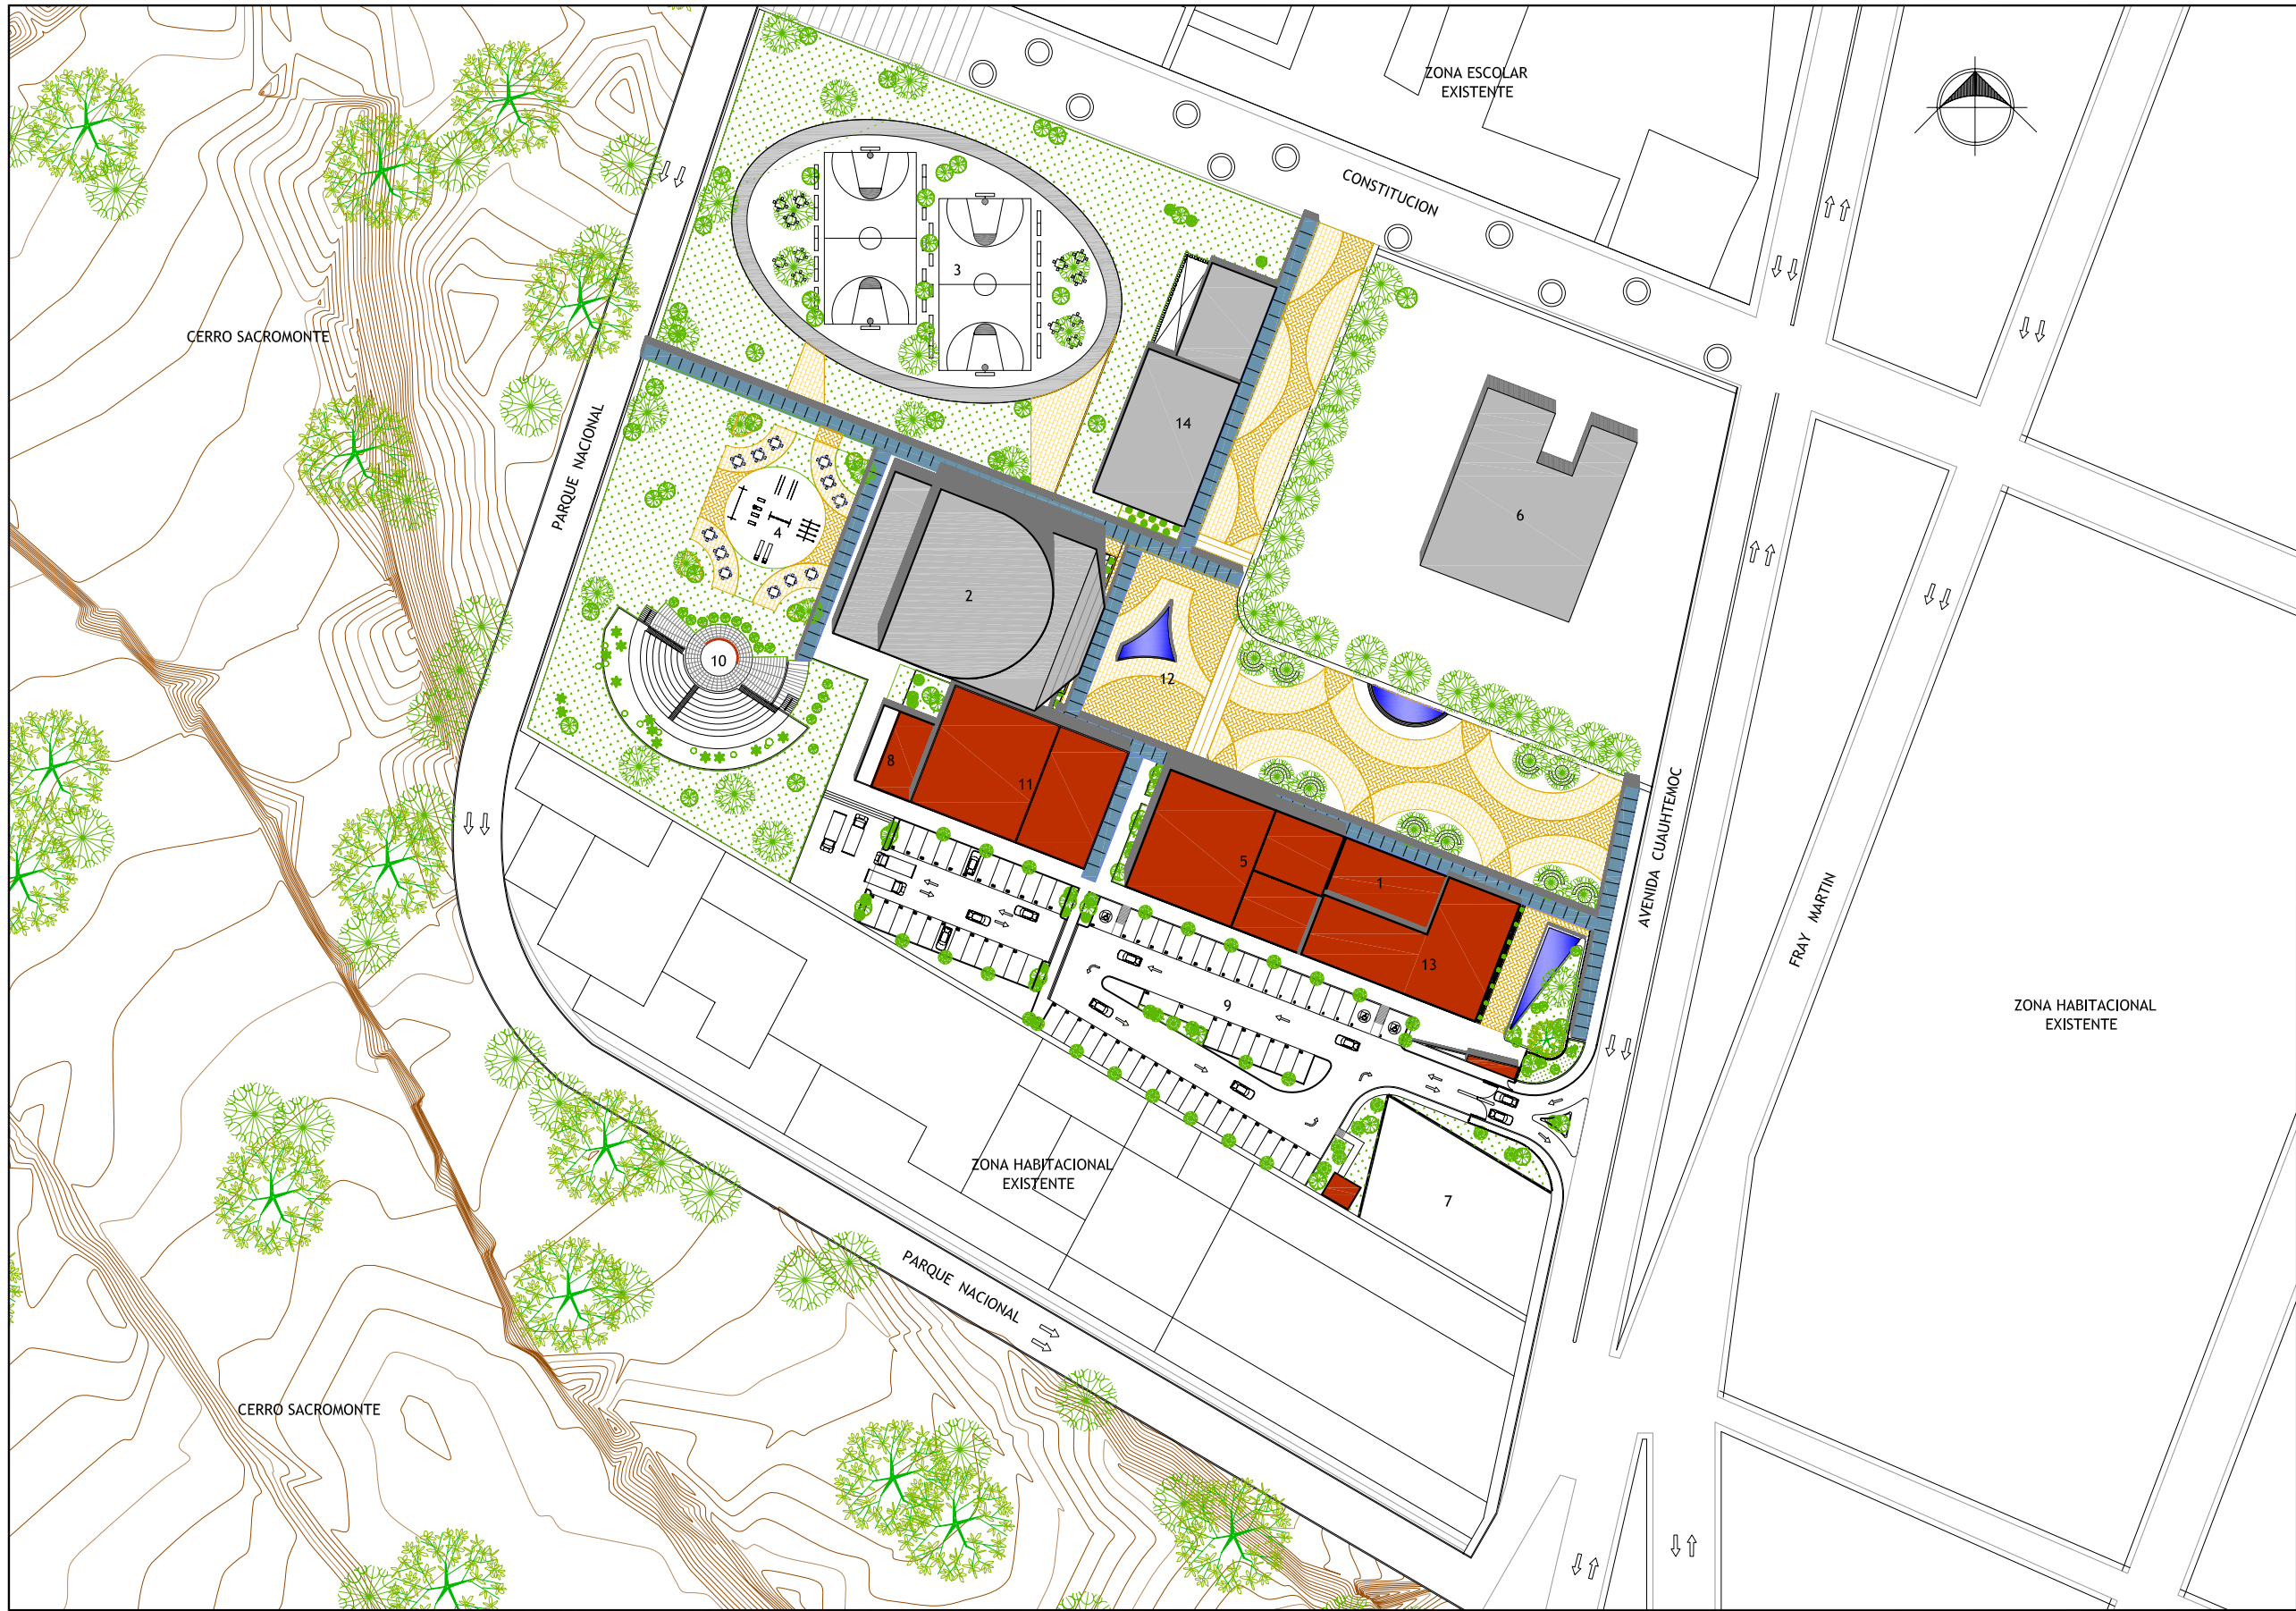 ZONA ESCOLAR
EXISTENTE
CONSTITUCION
3
CERRO SACROMONTE
PARQUE NACIONAL
14
6
4
2
10
12
8
11
5
1
13
AVENIDA CUAUHTEMOC
FRAY MARTIN
9
ZONA HABITACIONAL
EXISTENTE
ZONA HABITACIONAL
EXISTENTE
7
PARQUE NACIONAL
CERRO SACROMONTE